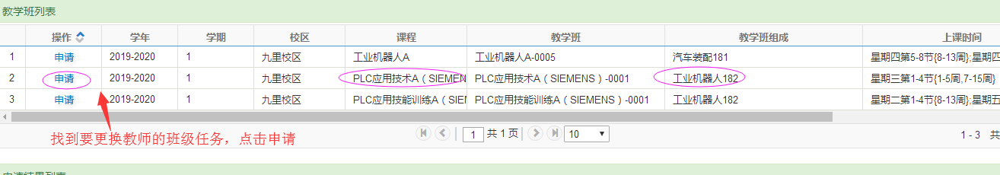 教学班列表
操作 学年 学期 校区 课程 教学班 教学班组成 上课时间
1 申请 2019-2020 1 九里校区 工业机器人A 工业机器人A-0005 汽车装配181 星期四第5-8节{8-13周};星期四
2 申请 2019-2020 1 九里校区 PLC应用技术A（SIEMEN PLC应用技术A（SIEMENS）-0001 工业机器人182 星期三第1-4节{1-5周,7-15周}
3 申请 2019-2020 1 九里校区 PLC应用技能训练A（SIEM PLC应用技能训练A（SIEMENS）-0001 工业机器人182 星期二第1-4节{8-13周};星期五
找到要更换教师的班级任务，点击申请
1 共 1 页 10 1 - 3 共